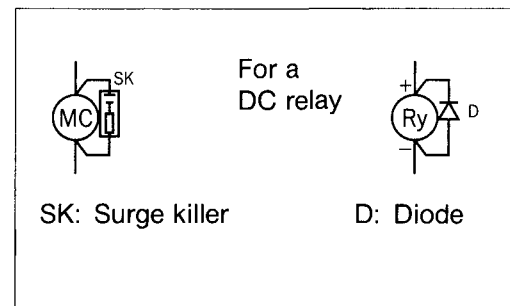 SK
MC
SK: Surge killer
For a
DC relay
+
Ry
D
−
D: Diode